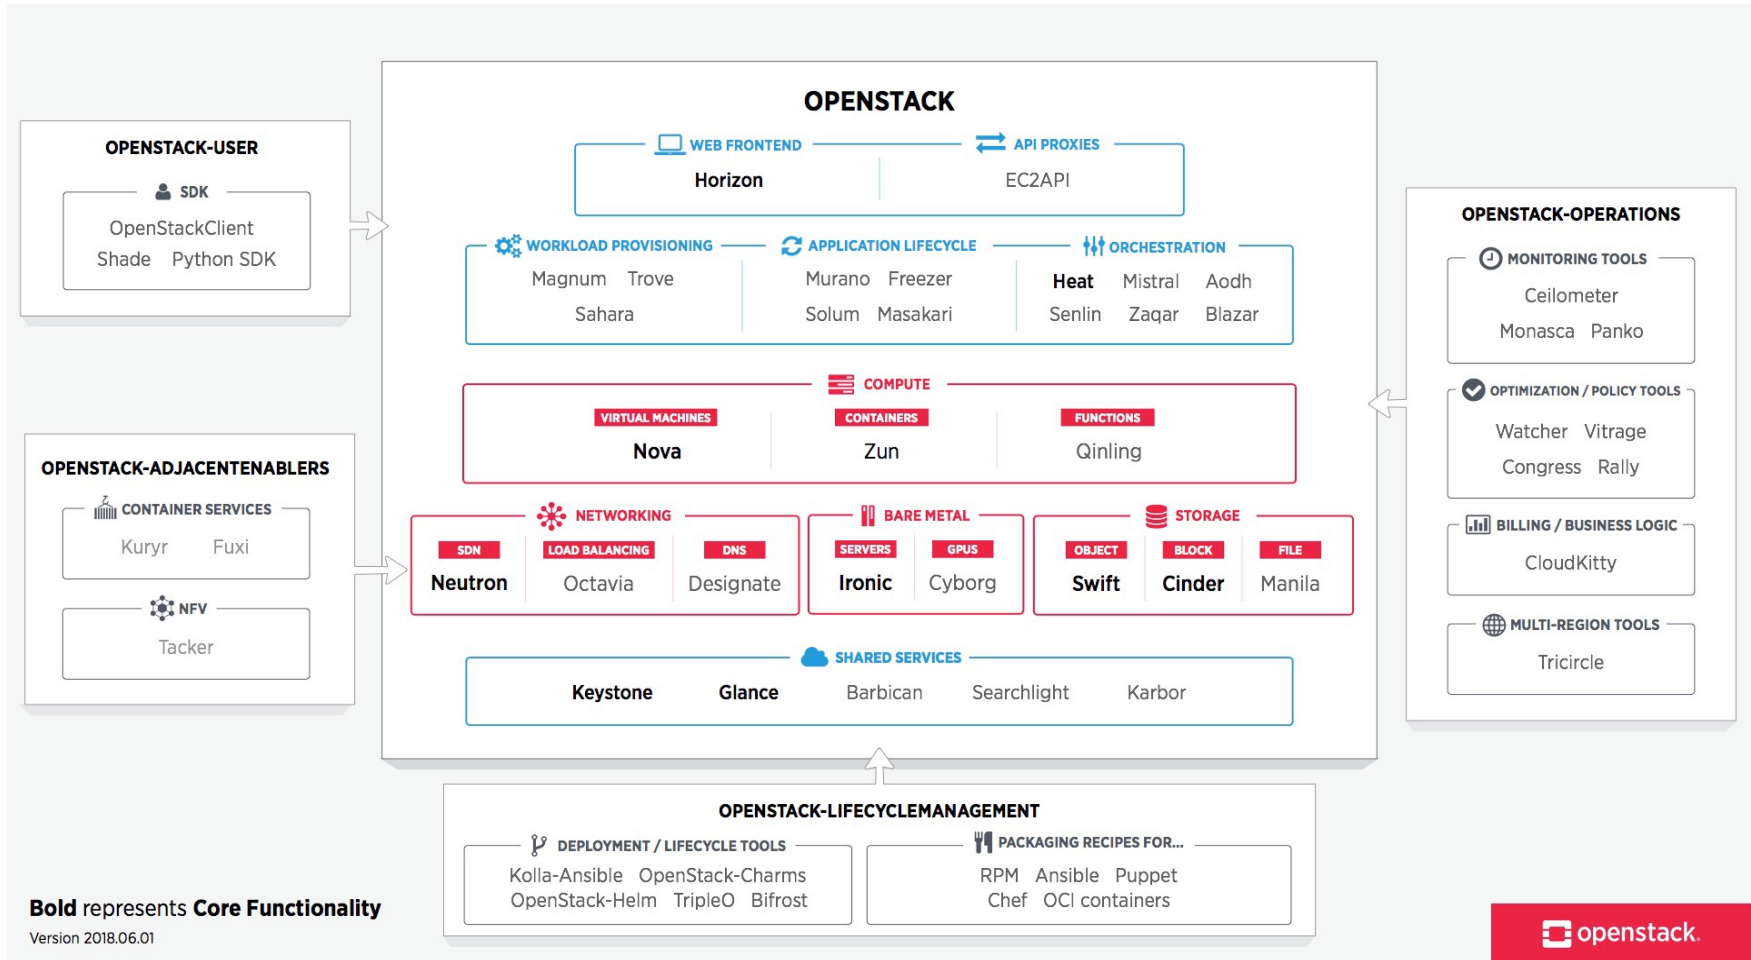 OPENSTACK
WEB FRONTEND
Horizon
API PROXIES
EC2API
WORKLOAD PROVISIONING
Magnum Trove
Sahara
APPLICATION LIFECYCLE
Murano Freezer
Solum Masakari
ORCHESTRATION
Heat Mistral Aodh
Senlin Zaqar Blazar
COMPUTE
VIRTUAL MACHINES
Nova
CONTAINERS
Zun
FUNCTIONS
Qinling
NETWORKING
SDN
Neutron
LOAD BALANCING
Octavia
DNS
Designate
BARE METAL
SERVERS
Ironic
GPUS
Cyborg
STORAGE
OBJECT
Swift
BLOCK
Cinder
FILE
Manila
SHARED SERVICES
Keystone Glance Barbican Searchlight Karbor
OPENSTACK-USER
SDK
OpenStackClient
Shade Python SDK
OPENSTACK-ADJACENTENABLERS
CONTAINER SERVICES
Kuryr Fuxi
NFV
Tacker
OPENSTACK-OPERATIONS
MONITORING TOOLS
Ceilometer
Monasca Panko
OPTIMIZATION / POLICY TOOLS
Watcher Vitrage
Congress Rally
BILLING / BUSINESS LOGIC
CloudKitty
MULTI-REGION TOOLS
Tricircle
OPENSTACK-LIFECYCLEMANAGEMENT
DEPLOYMENT / LIFECYCLE TOOLS
Kolla-Ansible OpenStack-Charms
OpenStack-Helm TripleO Bifrost
PACKAGING RECIPES FOR...
RPM Ansible Puppet
Chef OCI containers
Bold represents Core Functionality
Version 2018.06.01
openstack.